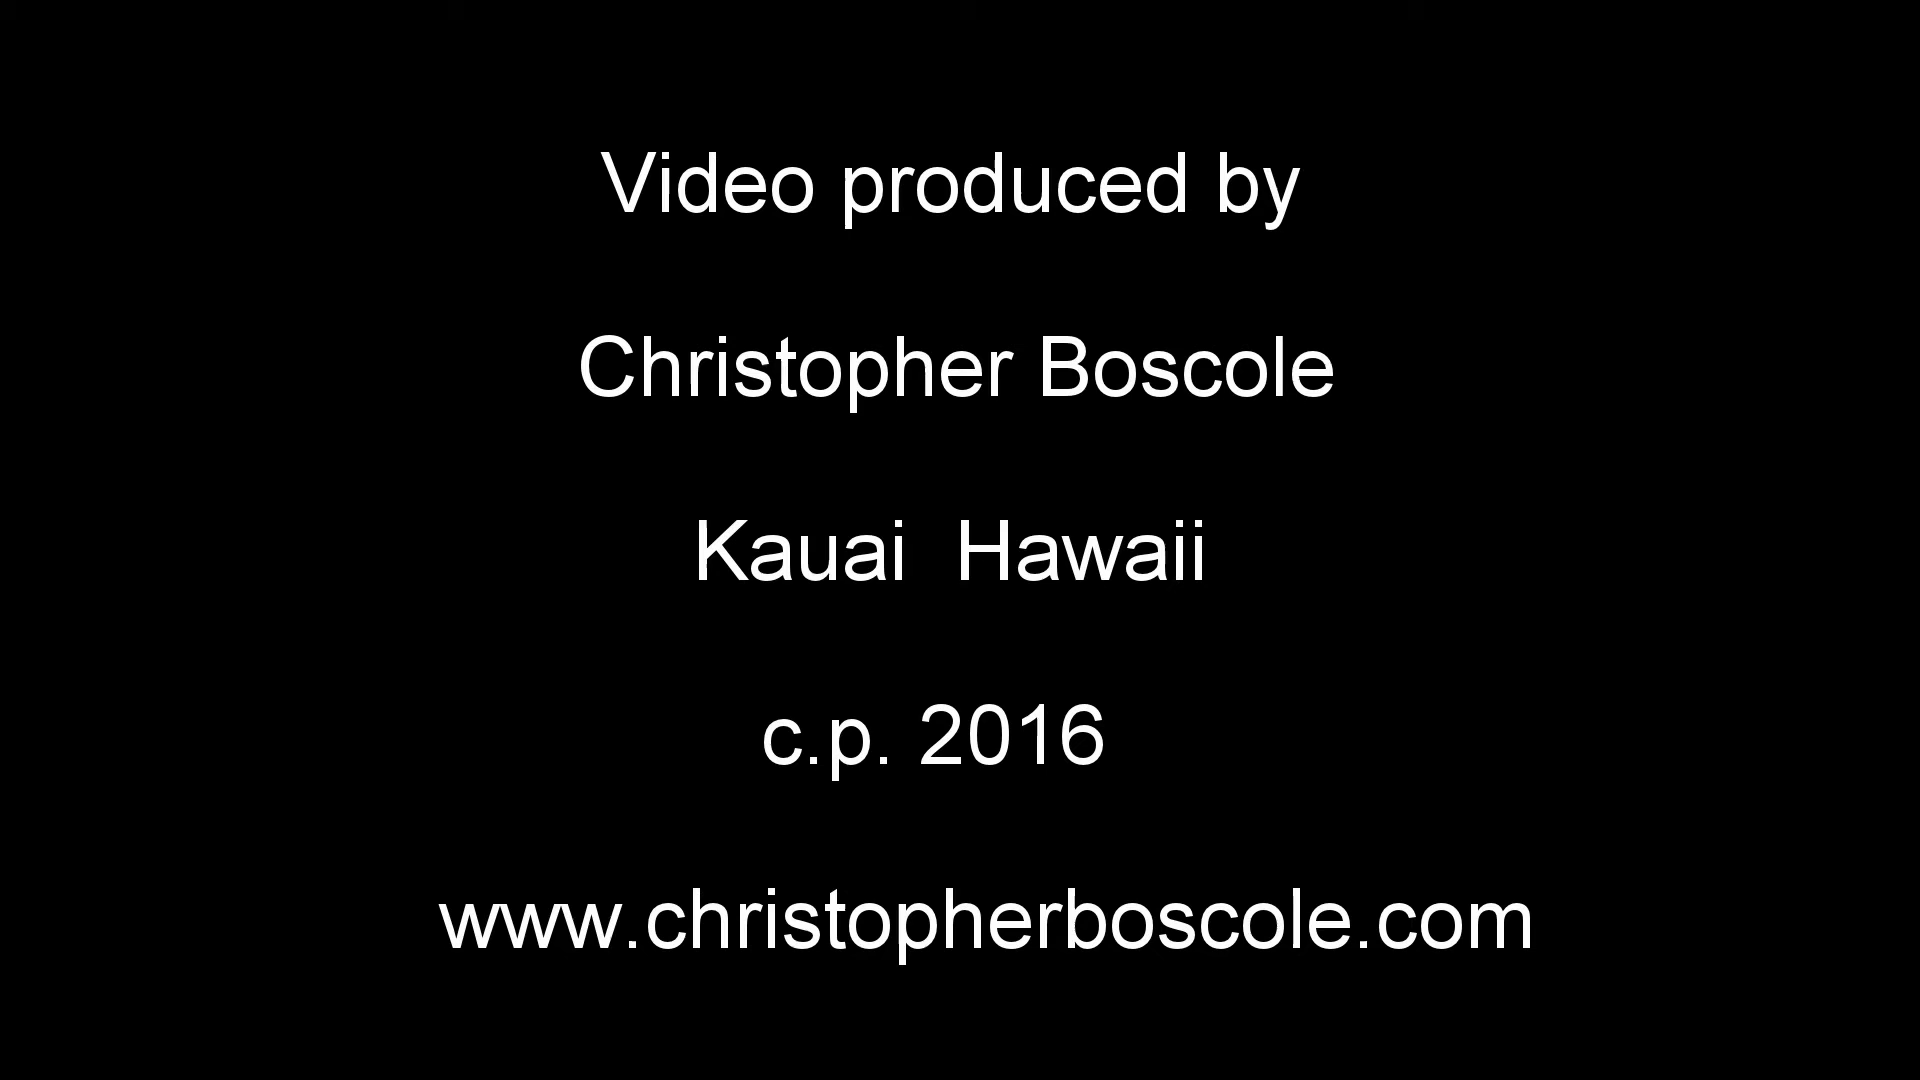 Video produced by
Christopher Boscole
Kauai  Hawaii
c.p. 2016
www.christopherboscole.com